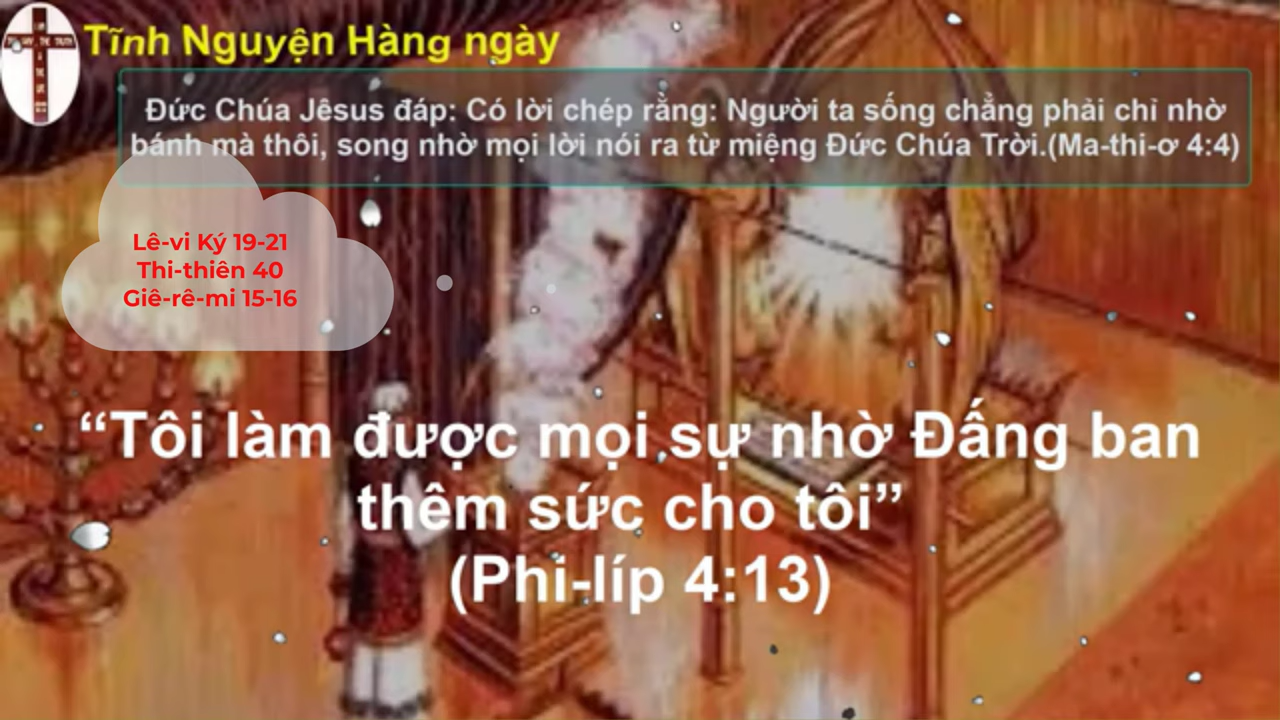 Tĩnh Nguyện Hàng ngày
Đức Chúa Jêsus đáp: Có lời chép rằng: Người ta sống chẳng phải chỉ nhờ
bánh mà thôi, song nhờ mọi lời nói ra từ miệng Đức Chúa Trời.(Ma-thi-ơ 4:4)
Lê-vi Ký 19-21
Thi-thiên 40
Giê-rê-mi 15-16
“Tôi làm được mọi sự nhờ Đấng ban
thêm sức cho tôi”
(Phi-líp 4:13)